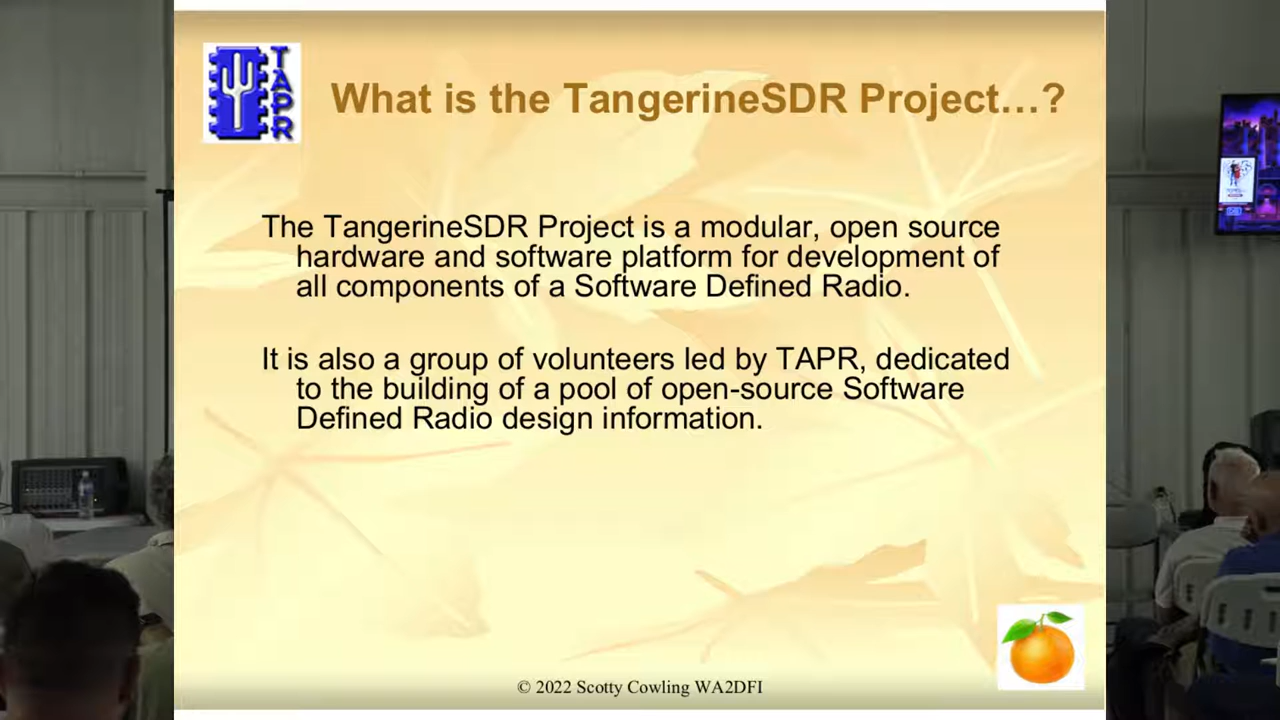 TAPR
What is the TangerineSDR Project…?
The TangerineSDR Project is a modular, open source
hardware and software platform for development of
all components of a Software Defined Radio.
It is also a group of volunteers led by TAPR, dedicated
to the building of a pool of open-source Software
Defined Radio design information.
© 2022 Scotty Cowling WA2DFI